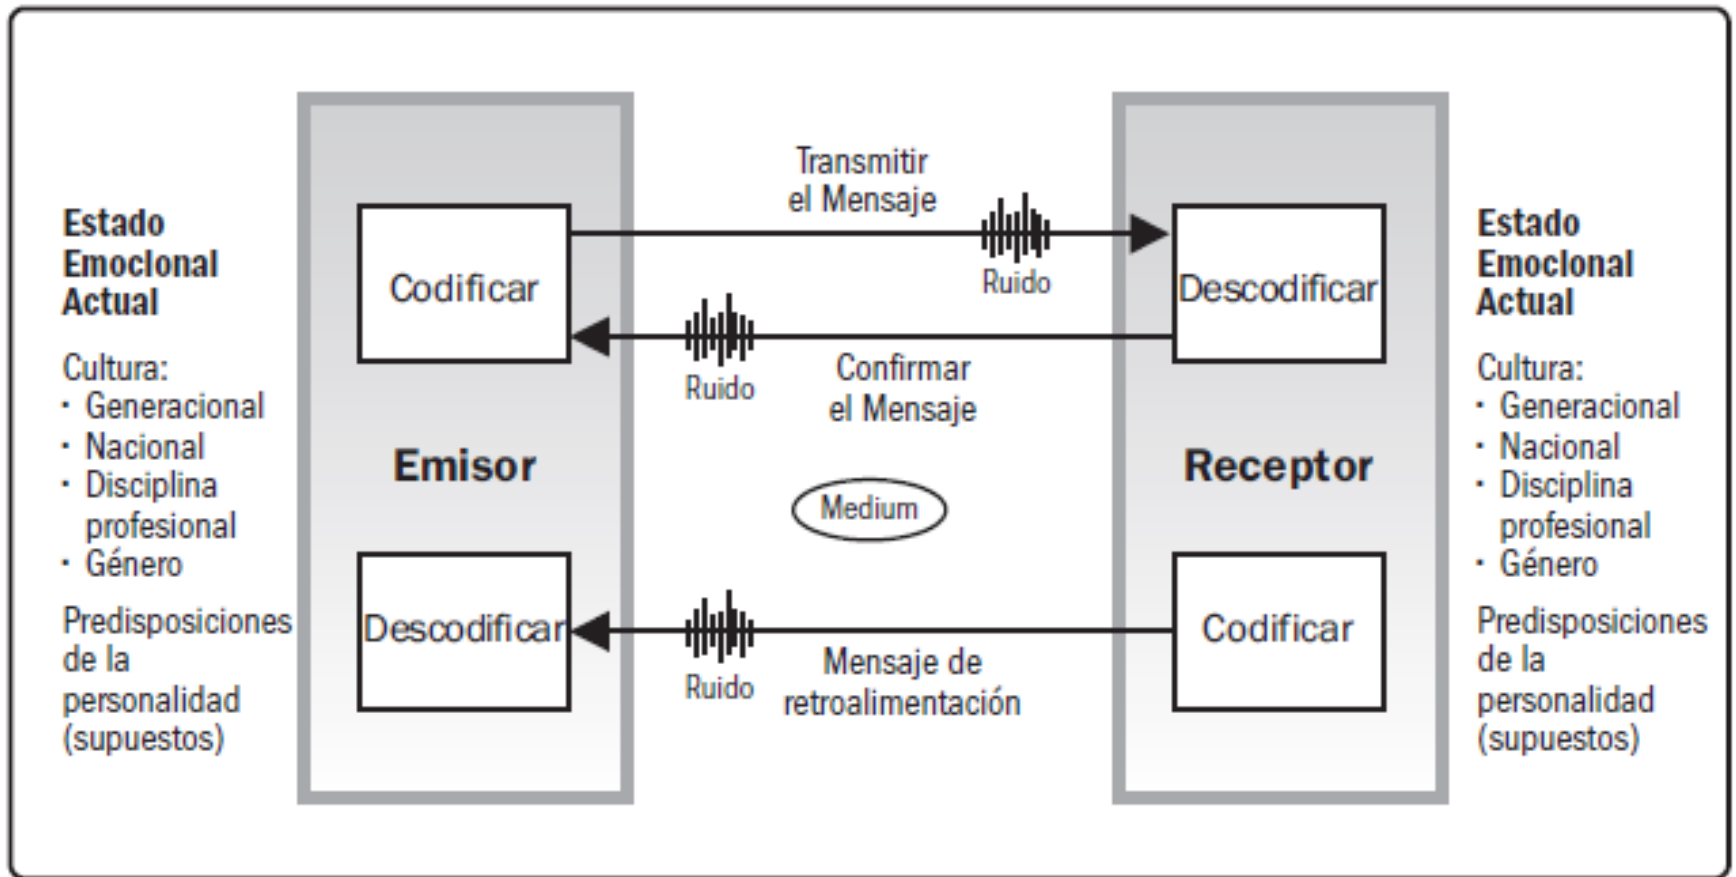 Estado
Emocional
Actual
Cultura:
· Generacional
· Nacional
· Disciplina
profesional
· Género
Predisposiciones
de la
personalidad
(supuestos)
Codificar
Emisor
Descodificar
Transmitir
el Mensaje
Ruido
Ruido
Confirmar
el Mensaje
Medium
Ruido
Mensaje de
retroalimentación
Descodificar
Receptor
Codificar
Estado
Emocional
Actual
Cultura:
· Generacional
· Nacional
· Disciplina
profesional
· Género
Predisposiciones
de la
personalidad
(supuestos)